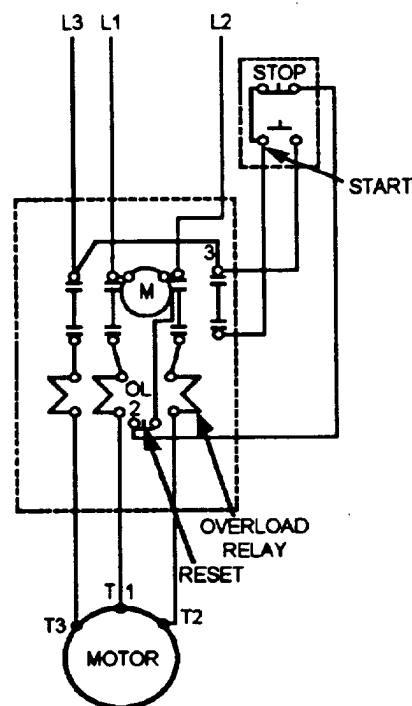 L3 L1 L2
STOP
START
3
M
OL
2
OVERLOAD
RELAY
RESET
T1
T3 T2
MOTOR